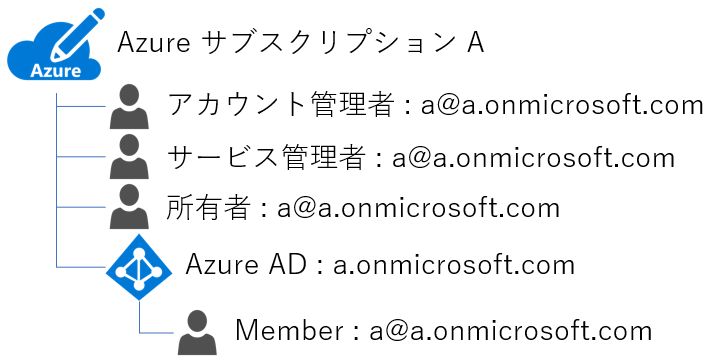 Azure サブスクリプション A
Azure
アカウント管理者 : a@a.onmicrosoft.com
サービス管理者 : a@a.onmicrosoft.com
所有者 : a@a.onmicrosoft.com
Azure AD : a.onmicrosoft.com
Member : a@a.onmicrosoft.com